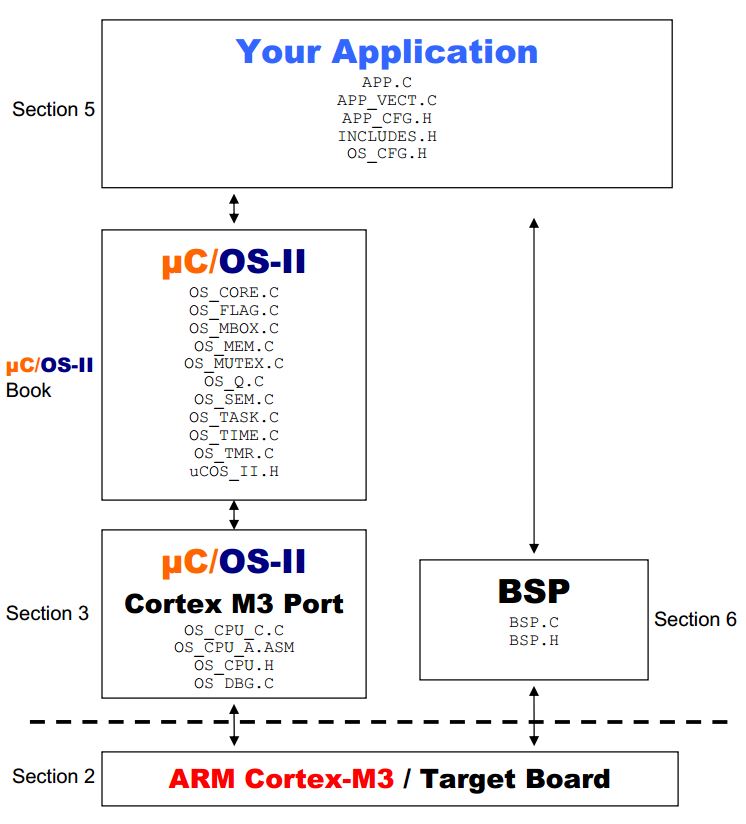 Your Application
APP.C
APP_VECT.C
Section 5
APP_CFG.H
INCLUDES.H
OS_CFG.H
µC/OS-II
OS_CORE.C
OS_FLAG.C
OS_MBOX.C
OS_MEM.C
OS_MUTEX.C
OS_Q.C
OS_SEM.C
OS_TASK.C
OS_TIME.C
OS_TMR.C
uCOS_II.H
µC/OS-II
Book
µC/OS-II
Cortex M3 Port
OS_CPU_C.C
OS_CPU_A.ASM
OS_CPU.H
OS_DBG.C
Section 3
BSP
BSP.C
BSP.H
Section 6
Section 2
ARM Cortex-M3 / Target Board